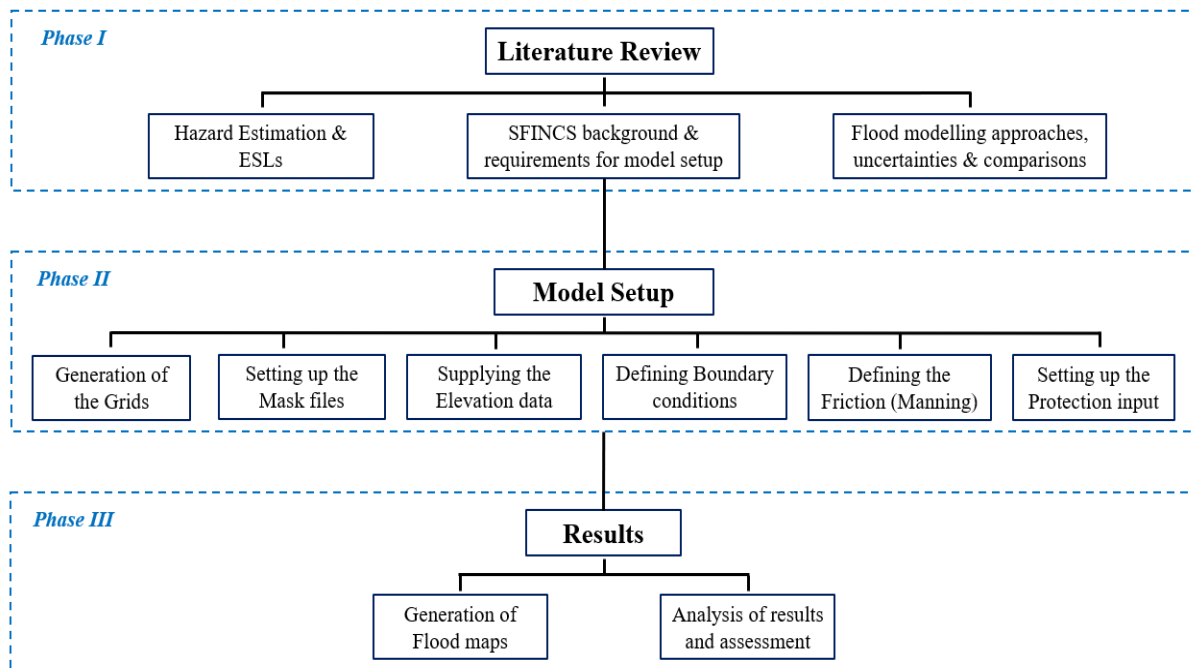 Phase I
Literature Review
Hazard Estimation &
ESLs
SFINCS background &
requirements for model setup
Flood modelling approaches,
uncertainties & comparisons
Phase II
Model Setup
Generation of
the Grids
Setting up the
Mask files
Supplying the
Elevation data
Defining Boundary
conditions
Defining the
Friction (Manning)
Setting up the
Protection input
Phase III
Results
Generation of
Flood maps
Analysis of results
and assessment